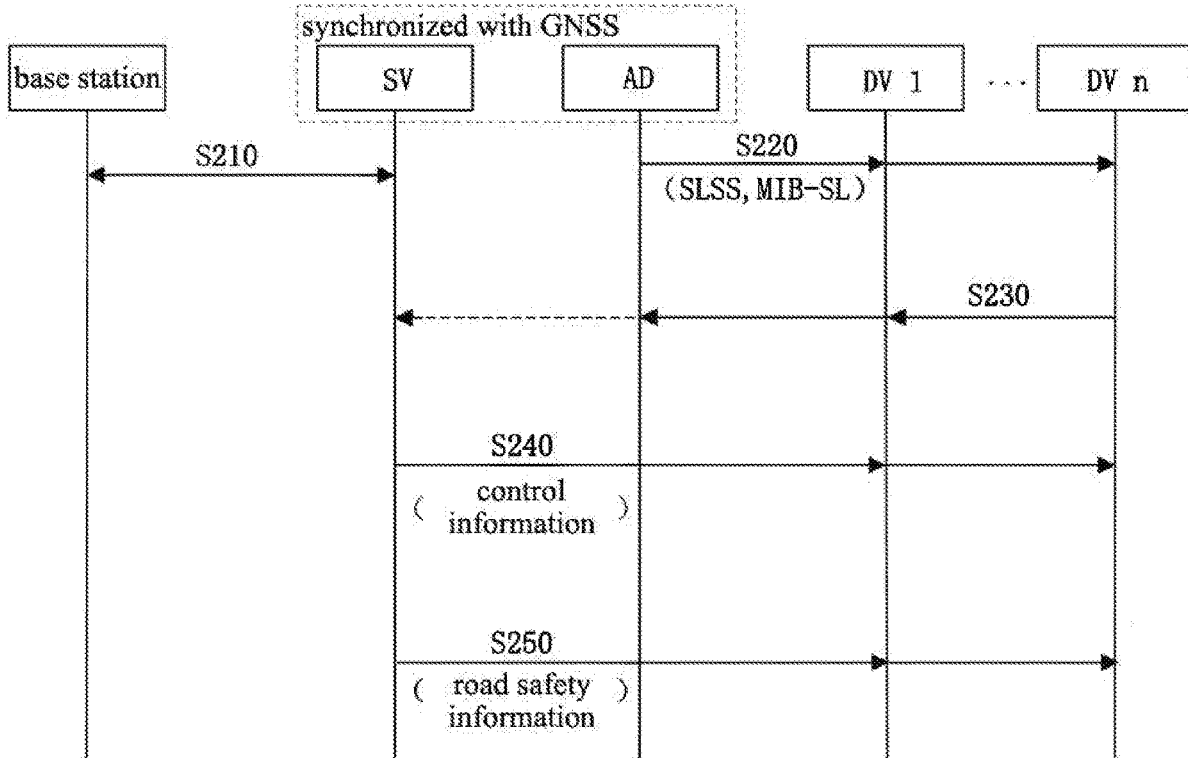 synchronized with GNSS
base station
SV
AD
DV 1
...
DV n
S210
S220
(SLSS, MIB-SL)
S230
S240
( control
information )
S250
( road safety
information )